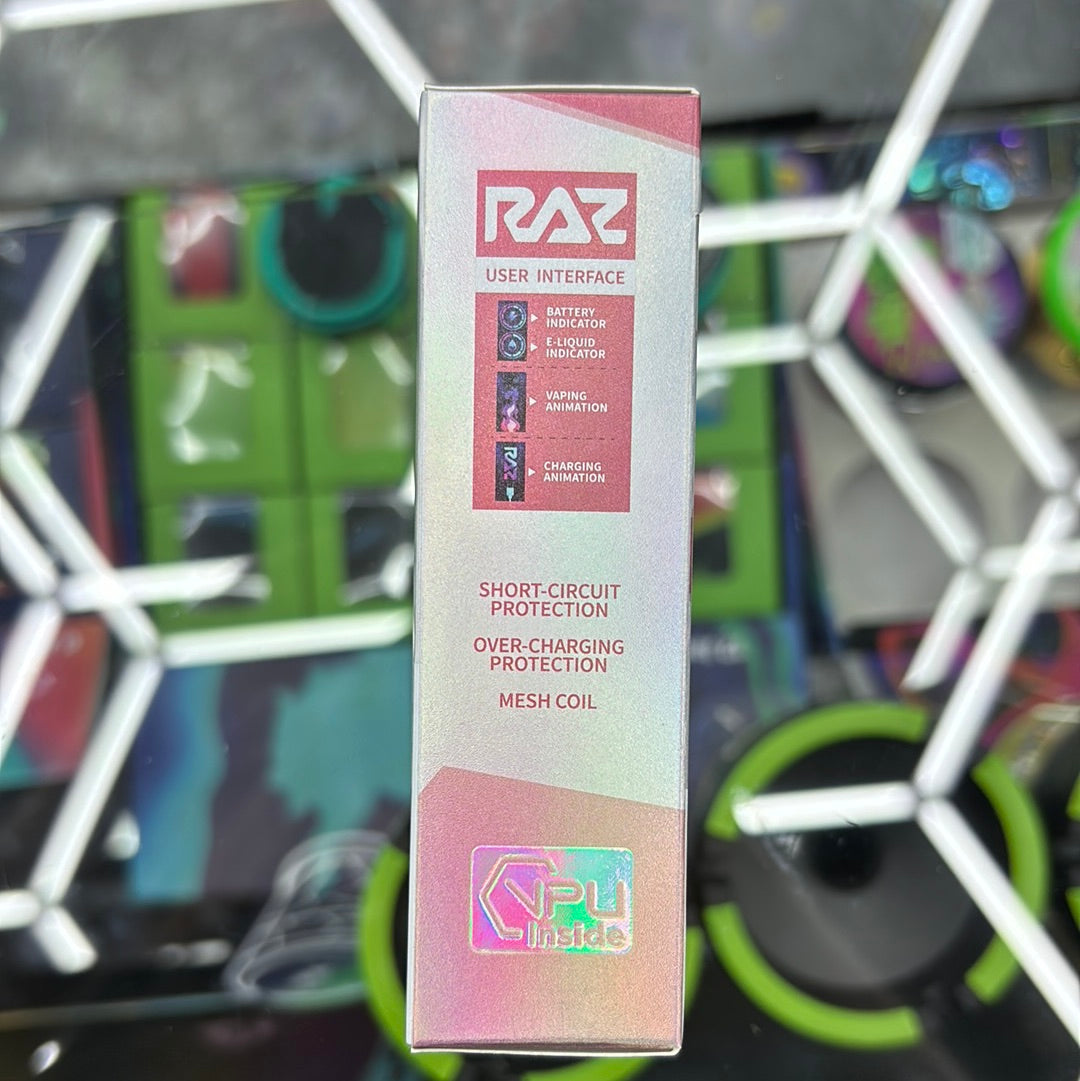 RAZ
USER INTERFACE
BATTERY
INDICATOR
E-LIQUID
INDICATOR
VAPING
ANIMATION
RAZ
CHARGING
ANIMATION
SHORT-CIRCUIT
PROTECTION
OVER-CHARGING
PROTECTION
MESH COIL
VPU
Inside